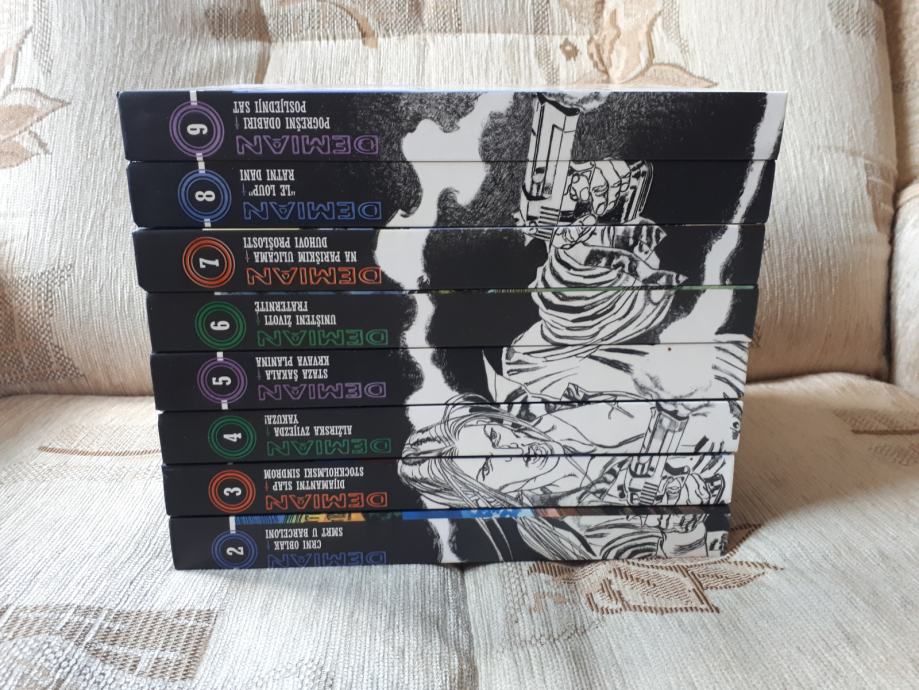 9
DEMIAN
POGREŠNI ODABIRI
POSLJEDNJI SAT
8
DEMIAN
"LE LOUP"
RATNI DANI
7
DEMIAN
NA PARIŠKIM ULICAMA
DUHOVI PROŠLOSTI
6
DEMIAN
UNIŠTENI ŽIVOTI
FRATERNITÉ
5
DEMIAN
STAZA ŠAKALA
KRVAVA PLANINA
4
DEMIAN
ALŽIRSKA ZVIJEZDA
YAKUZA!
3
DEMIAN
DIJAMANTNI SLAP
STOCKHOLMSKI SINDROM
2
DEMIAN
CRNI OBLAK
SMRT U BARCELONI